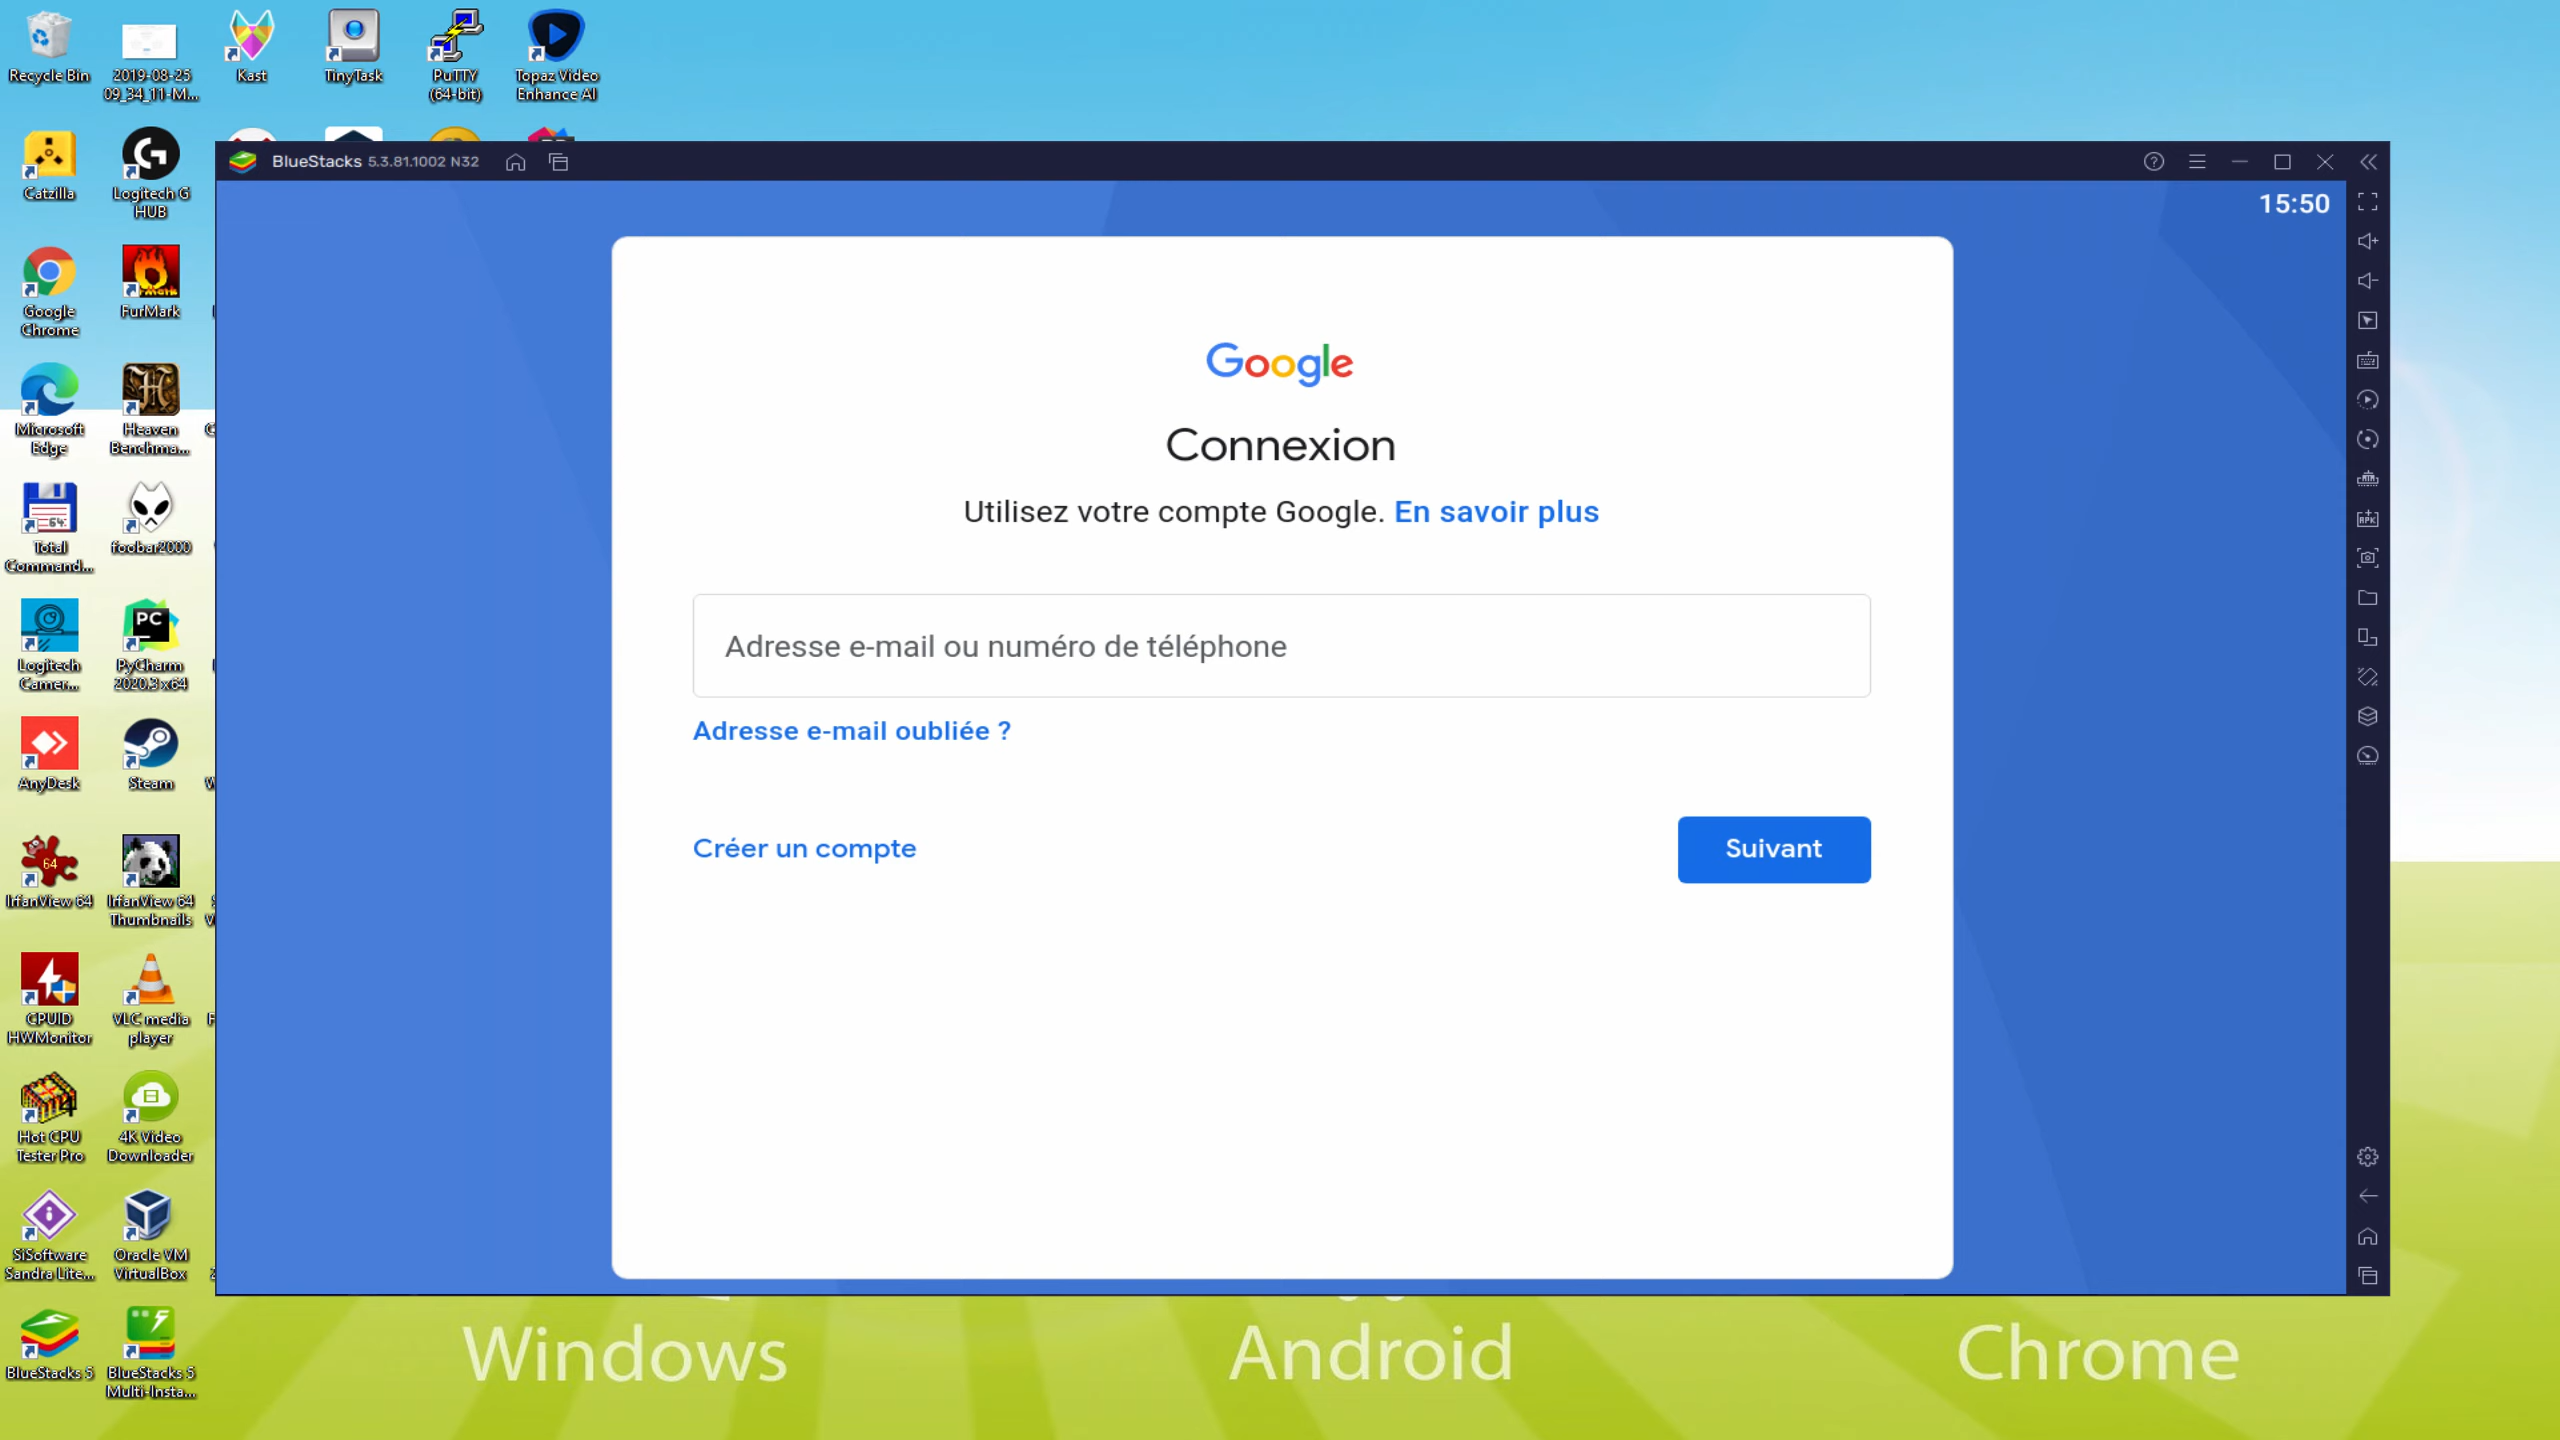 Recycle Bin
2019-08-25
09_34_11-M...
Kast
TinyTask
PuTTY
(64-bit)
Topaz Video
Enhance AI
Catzilla
Logitech G
HUB
Google
Chrome
FurMark
Microsoft
Edge
Heaven
Benchma...
Total
Command...
foobar2000
Logitech
Camer...
PyCharm
2020.3 x64
AnyDesk
Steam
IrfanView 64
IrfanView 64
Thumbnails
CPUID
HWMonitor
VLC media
player
Hot CPU
Tester Pro
4K Video
Downloader
SiSoftware
Sandra Lite...
Oracle VM
VirtualBox
BlueStacks 5
BlueStacks 5
Multi-Insta...
BlueStacks 5.3.81.1002 N32
15:50
Google
Connexion
Utilisez votre compte Google. En savoir plus
Adresse e-mail ou numéro de téléphone
Adresse e-mail oubliée ?
Créer un compte
Suivant
Windows
Android
Chrome